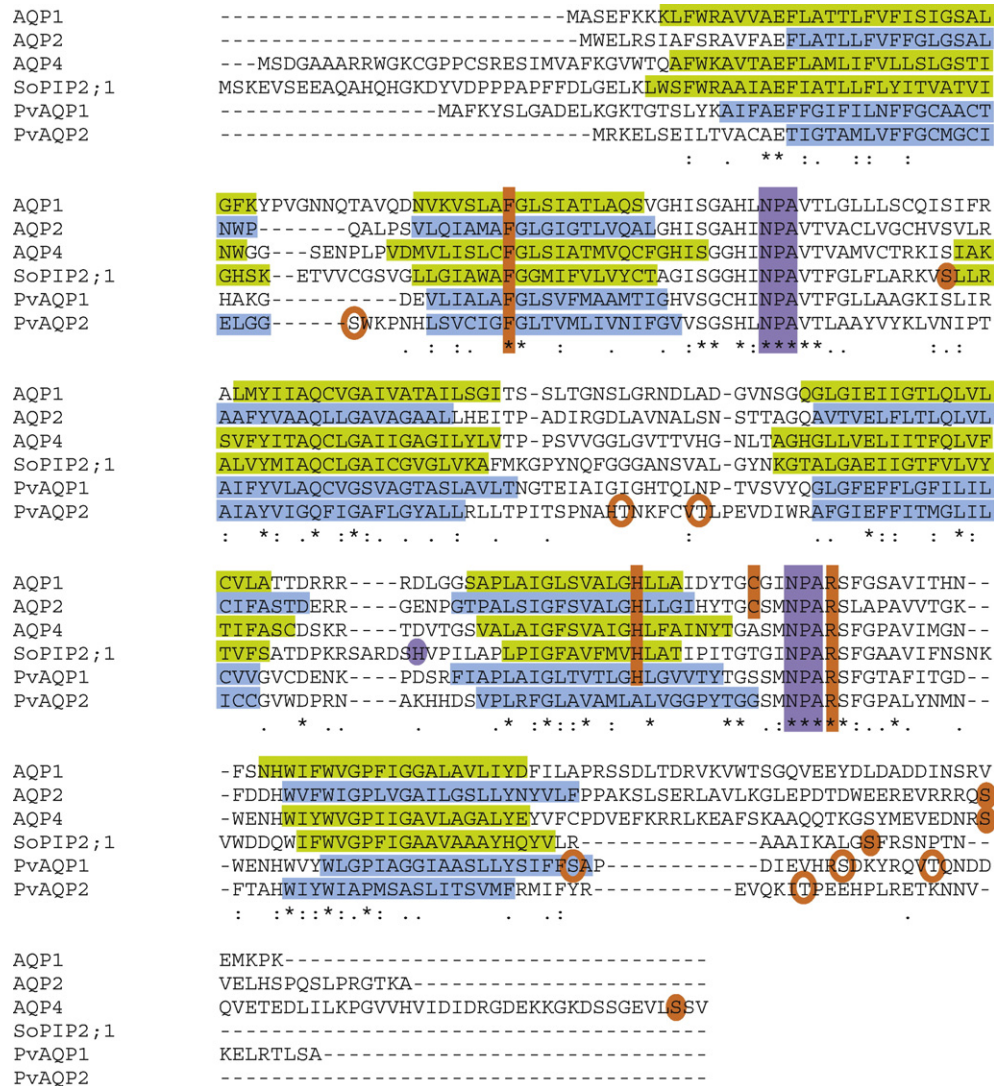 AQP1 ---------------------------MASEFKKKLFWRAVVAEFLATTLFVFISIGSAL
AQP2 ----------------------------MWELRSIAFSRAVFAEFLATLLFVFFGLGSAL
AQP4 ---MSDGAAARRWGKCGPPCSRESIMVAFKGVWTQAFWKAVTAEFLAMLIFVLLSLGSTI
SoPIP2;1 MSKEVSEEAQAHQHGKDYVDPPPAPFFDLGELKLWSFWRAAIAEFIATLLFLYITVATVI
PvAQP1 -----------------MAFKYSLGADELKGKTGTSLYKAIFAEFFGIFILNFFGCAACT
PvAQP2 -----------------------------MRKELSEILTVACAETIGTAMLVFFGCMGCI
: . ** :. :: :
AQP1 GFKYPVGNNQTAVQDNVKVSLAFGLSIATLAQSVGHISGAHLNPAVTLGLLLSCQISIFR
AQP2 NWP---------QALPSVLQIAMAFGLGIGTLVQALGHISGAHINPAVTVACLVGCHVSVLR
AQP4 NWGG---SENPLPVDMVLISLCFGLSIATMVQCFGHISGGHINPAVTVAMVCTRKISIAK
SoPIP2;1 GHSK---ETVVCGSVGLLGIAWAFGGMIFVLVYCTAGISGGHINPAVTFGLFLARKVSLLR
PvAQP1 HAKG----------DEVLIALAFGLSVFMAAMTIGHVSGCHINPAVTFGLLAAGKISLIR
PvAQP2 ELGG------SWKPNHLSVCIGFGLTVMLIVNIFGVVSGSHLNPAVTLAAYVYKLVNIPT
. : :. ** : . : ** *:*****.. :.:
AQP1 ALMYIIAQCVGAIVATAILSGITS-SLTGNSLGRNDLAD-GVNSGQGLGIEIIGTLQLVL
AQP2 AAFYVAAQLLGAVAGAALLHEITP-ADIRGDLAVNALSN-STTAGQAVTVELFLTLQLVL
AQP4 SVFYITAQCLGAIIGAGILYLVTP-PSVVGGLGVTTVHG-NLTAGHGLLVELIITFQLVF
SoPIP2;1 ALVYMIAQCLGAICGVGLVKAFMKGPYNQFGGGANSVAL-GYNKGTALGAEIIGTFVLVY
PvAQP1 AIFYVLAQCVGSVAGTASLAVLTNGTEIAIGIGHTQLNP-TVSVYQGLGFEFFLGFILIL
PvAQP2 AIAYVIGQFIGAFLGYALLRLLTPITSPNAHTNKFCVTLPEVDIWRAFGIEFFITMGLIL
: *: .* :*:. . . : . . : .. *:: : *:
AQP1 CVLATTDRRR----RDLGGSAPLAIGLSVALGHLLAIDYTGCGINPARSFGSAVITHN--
AQP2 CIFASTDERR----GENPGTPALSIGFSVALGHLLGIHYTGCSMNPARSLAPAVVTGK--
AQP4 TIFASCDSKR----TDVTGSVALAIGFSVAIGHLFAINYTGASMNPARSFGPAVIMGN--
SoPIP2;1 TVFSATDPKRSARDSHVPILAPLPIGFAVFMVHLATIPITGTGINPARSFGAAVIFNSNK
PvAQP1 CVVGVCDENK----PDSRFIAPLAIGLTVTLGHLGVVTYTGSSMNPARSFGTAFITGD--
PvAQP2 ICCGVWDPRN----AKHHDSVPLRFGLAVAMLALVGGPYTGGSMNPARSFGPALYNMN--
. * . * :*::* : * ** .:*****:.. *. .
AQP1 -FSNHWIFWVGPFIGGALAVLIYDFILAPRSSDLTDRVKVWTSGQVEEYDLDADDINSRV
AQP2 -FDDHWVFWIGPLVGAILGSLLYNYVLFPPAKSLSERLAVLKGLEPDTDWEEREVRRRQS
AQP4 -WENHWIYWVGPIIGAVLAGALYEYVFCPDVEFKRRLKEAFSKAAQQTKGSYMEVEDNRS
SoPIP2;1 VWDDQWIFWVGPFIGAAVAAAYHQYVLR------------AAAIKALGSFRSNPTN----
PvAQP1 -WENHWVYWLGPIAGGIAASLLYSIFFSAP-----------DIEVHRSDKYRQVTQNDD
PvAQP2 -FTAHWIYWIAPMSASLITSVMFRMIFYR-----------EVQKITPEEHPLRETKNNV-
: :*::*:.*: .: . :: .
AQP1 EMKPK---------------------------------
AQP2 VELHSPQSLPRGTKA-----------------------
AQP4 QVETEDLILKPGVVHVIDIDRGDEKKGKDSSGEVLSSV
SoPIP2;1 --------------------------------------
PvAQP1 KELRTLSA------------------------------
PvAQP2 --------------------------------------